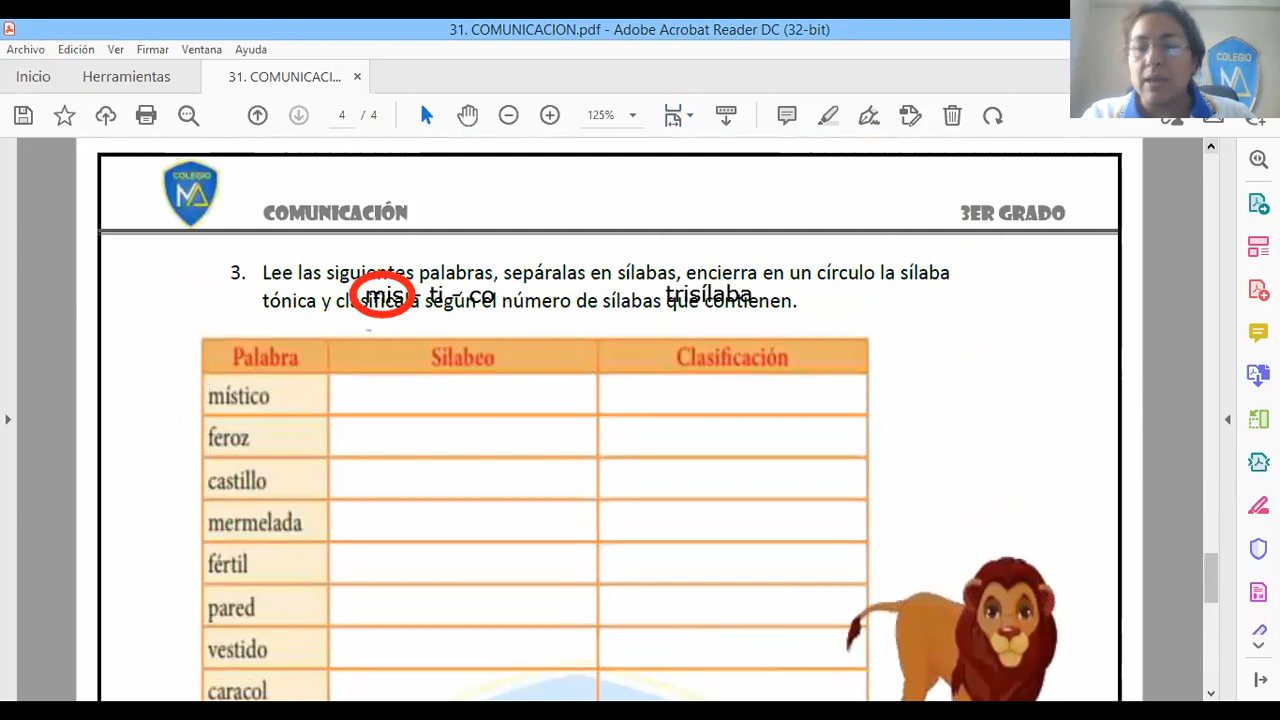 31. COMUNICACION.pdf - Adobe Acrobat Reader DC (32-bit)
Archivo Edición Ver Firmar Ventana Ayuda
Inicio Herramientas 31. COMUNICACI... ×
4 / 4 125%
COLEGIO
MA
COLEGIO
MA
COMUNICACIÓN 3ER GRADO
3. Lee las siguientes palabras, sepáralas en sílabas, encierra en un círculo la sílaba
mis - ti - co trisílaba
tónica y clasifícala según el número de sílabas que contienen.
Palabra Silabeo Clasificación
místico
feroz
castillo
mermelada
fértil
pared
vestido
caracol